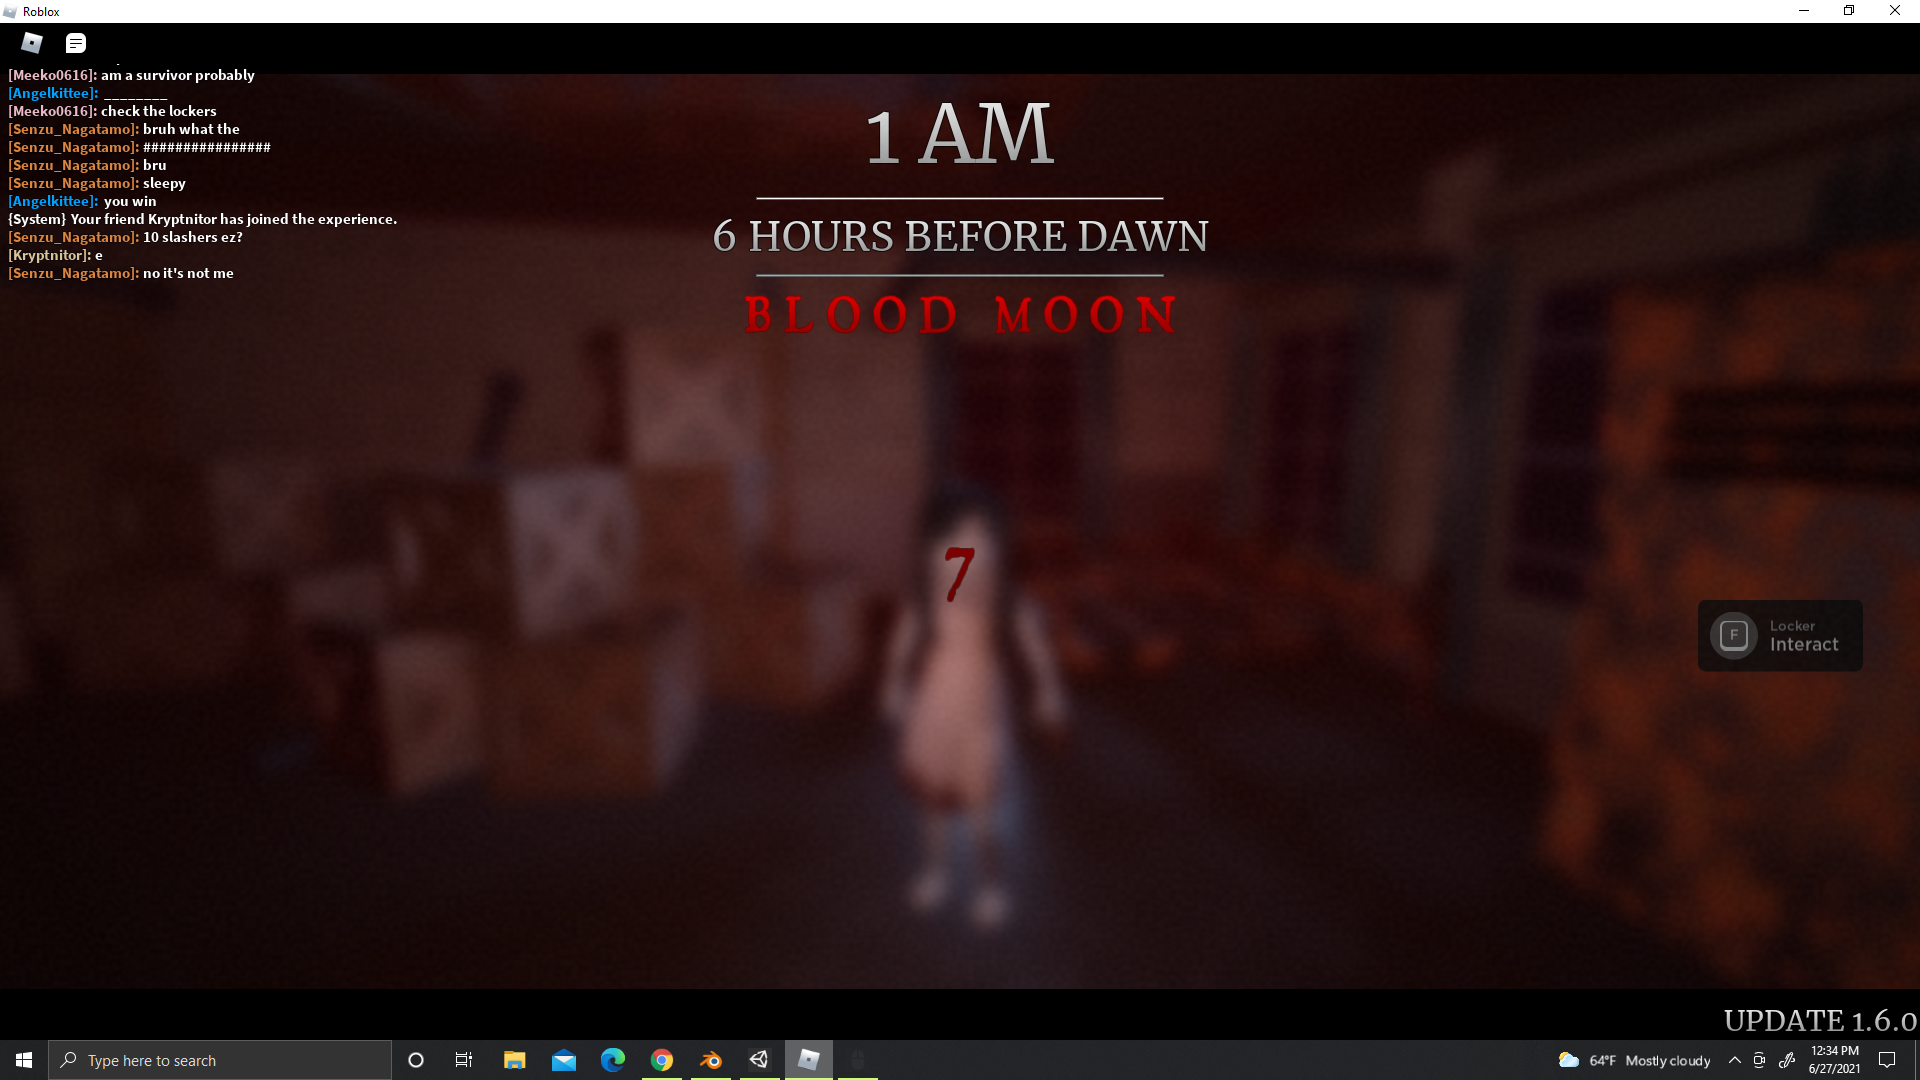 Roblox
[Meeko0616]: am a survivor probably
[Angelkittee]: ________
[Meeko0616]: check the lockers
[Senzu_Nagatamo]: bruh what the
[Senzu_Nagatamo]: ################
[Senzu_Nagatamo]: bru
[Senzu_Nagatamo]: sleepy
[Angelkittee]: you win
{System} Your friend Kryptnitor has joined the experience.
[Senzu_Nagatamo]: 10 slashers ez?
[Kryptnitor]: e
[Senzu_Nagatamo]: no it's not me
1 AM
6 HOURS BEFORE DAWN
BLOOD MOON
7
F
Locker
Interact
UPDATE 1.6.0
Type here to search
64°F Mostly cloudy
12:34 PM
6/27/2021